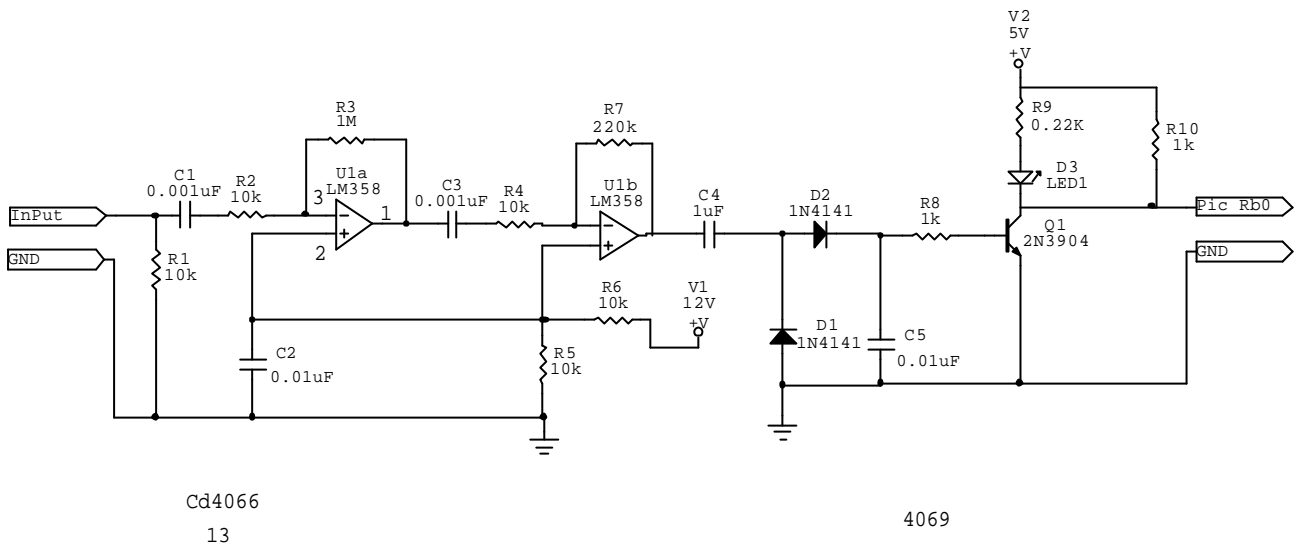 V2
5V
+V
R3
1M
R7
220k
R9
0.22K
R10
1k
U1a
LM358
U1b
LM358
C1
0.001uF
R2
10k
3
1
C3
0.001uF
R4
10k
C4
1uF
D2
1N4141
R8
1k
D3
LED1
InPut
Pic Rb0
Q1
2N3904
GND
2
GND
R1
10k
R6
10k
V1
12V
+V
D1
1N4141
C5
0.01uF
C2
0.01uF
R5
10k
Cd4066
13
4069